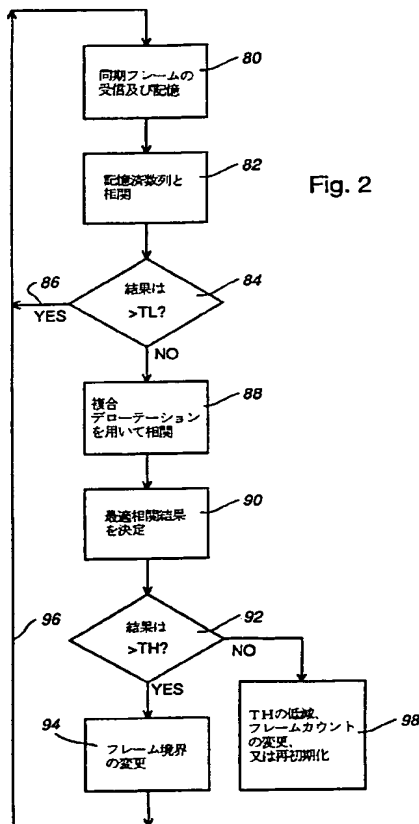 80
同期フレームの
受信及び記憶
82
記憶済数列と
相関
Fig. 2
86
84
結果は
>TL?
YES
NO
88
複合
デローテーション
を用いて相関
90
最適相関結果
を決定
96
92
結果は
>TH?
NO
YES
94
フレーム境界
の変更
98
THの低減、
フレームカウント
の変更、
又は再初期化